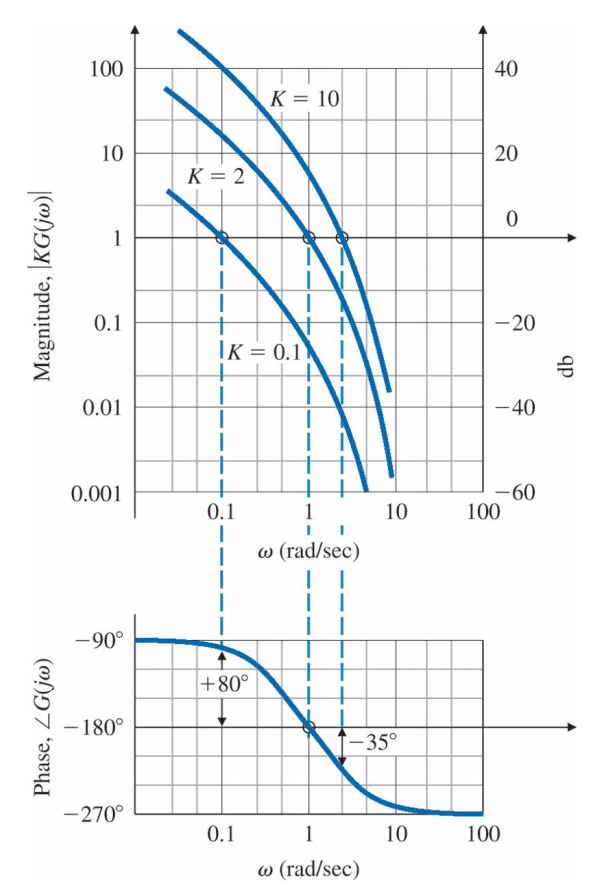 100
10
1
0.1
0.01
0.001
40
20
0
−20
−40
−60
K = 10
K = 2
K = 0.1
Magnitude, |KG(jω)|
db
0.1 1 10 100
ω (rad/sec)
−90°
−180°
−270°
+80°
−35°
Phase, ∠G(jω)
0.1 1 10 100
ω (rad/sec)